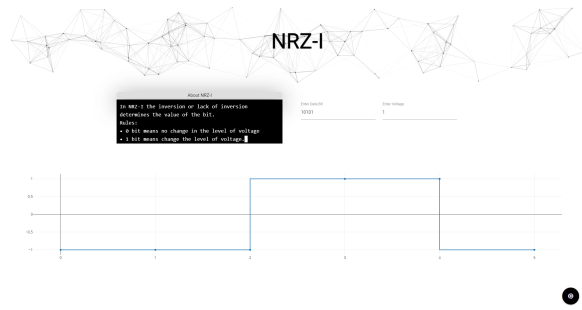 NRZ-I
About NRZ-I
In NRZ-I the inversion or lack of inversion
determines the value of the bit.
Rules:
• 0 bit means no change in the level of voltage
• 1 bit means change the level of voltage.
Enter Data Bit
10101
Enter Voltage
1
1
0.5
0
-0.5
-1
0
1
2
3
4
5